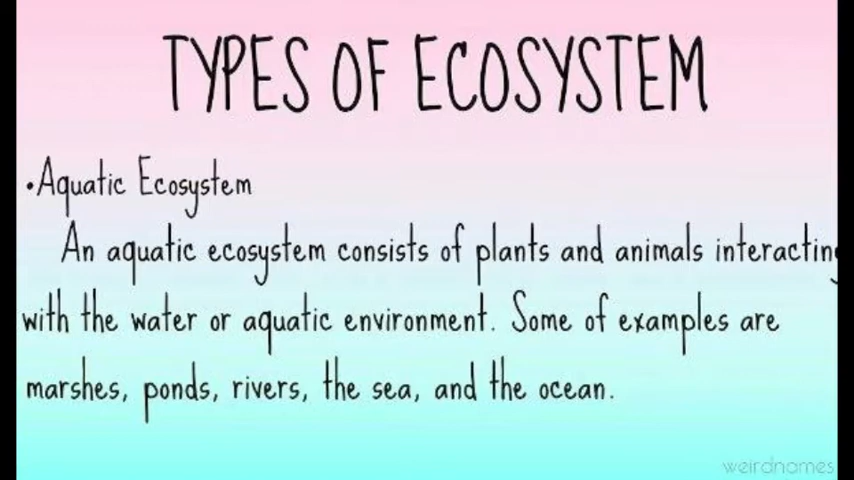 TYPES OF ECOSYSTEM
•Aquatic Ecosystem
An aquatic ecosystem consists of plants and animals interacting
with the water or aquatic environment. Some of examples are
marshes, ponds, rivers, the sea, and the ocean.
weirdnomes